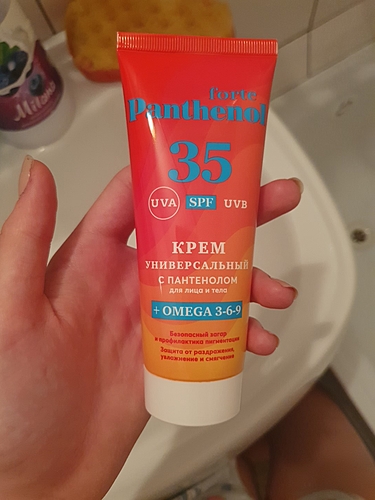 forte
Panthenol
35
UVA SPF UVB
КРЕМ
УНИВЕРСАЛЬНЫЙ
С ПАНТЕНОЛОМ
для лица и тела
+ OMEGA 3-6-9
Безопасный загар
и профилактика пигментации
Защита от раздражения,
увлажнение и смягчение
Milana